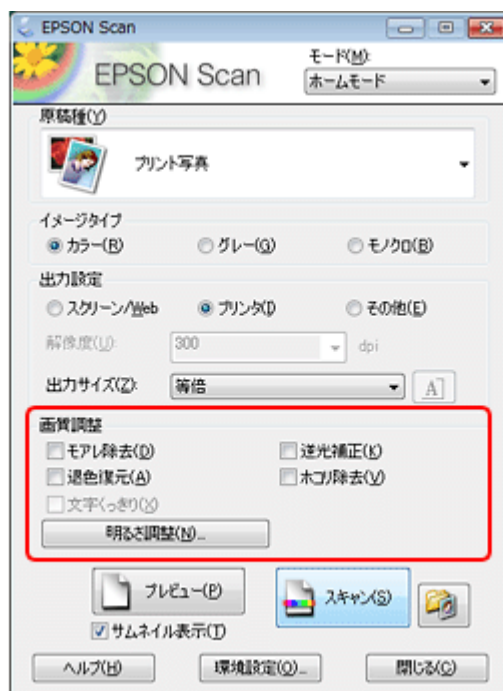 EPSON Scan
EPSON Scan
モード(M):
ホームモード
原稿種(Y)
プリント写真
イメージタイプ
カラー(R) グレー(G) モノクロ(B)
出力設定
スクリーン/Web プリンタ(I) その他(E)
解像度(U): 300 dpi
出力サイズ(Z): 等倍 A
画質調整
モアレ除去(D) 逆光補正(K)
退色復元(A) ホコリ除去(V)
文字くっきり(X)
明るさ調整(N)...
プレビュー(P) スキャン(S)
サムネイル表示(T)
ヘルプ(H) 環境設定(O)... 閉じる(C)